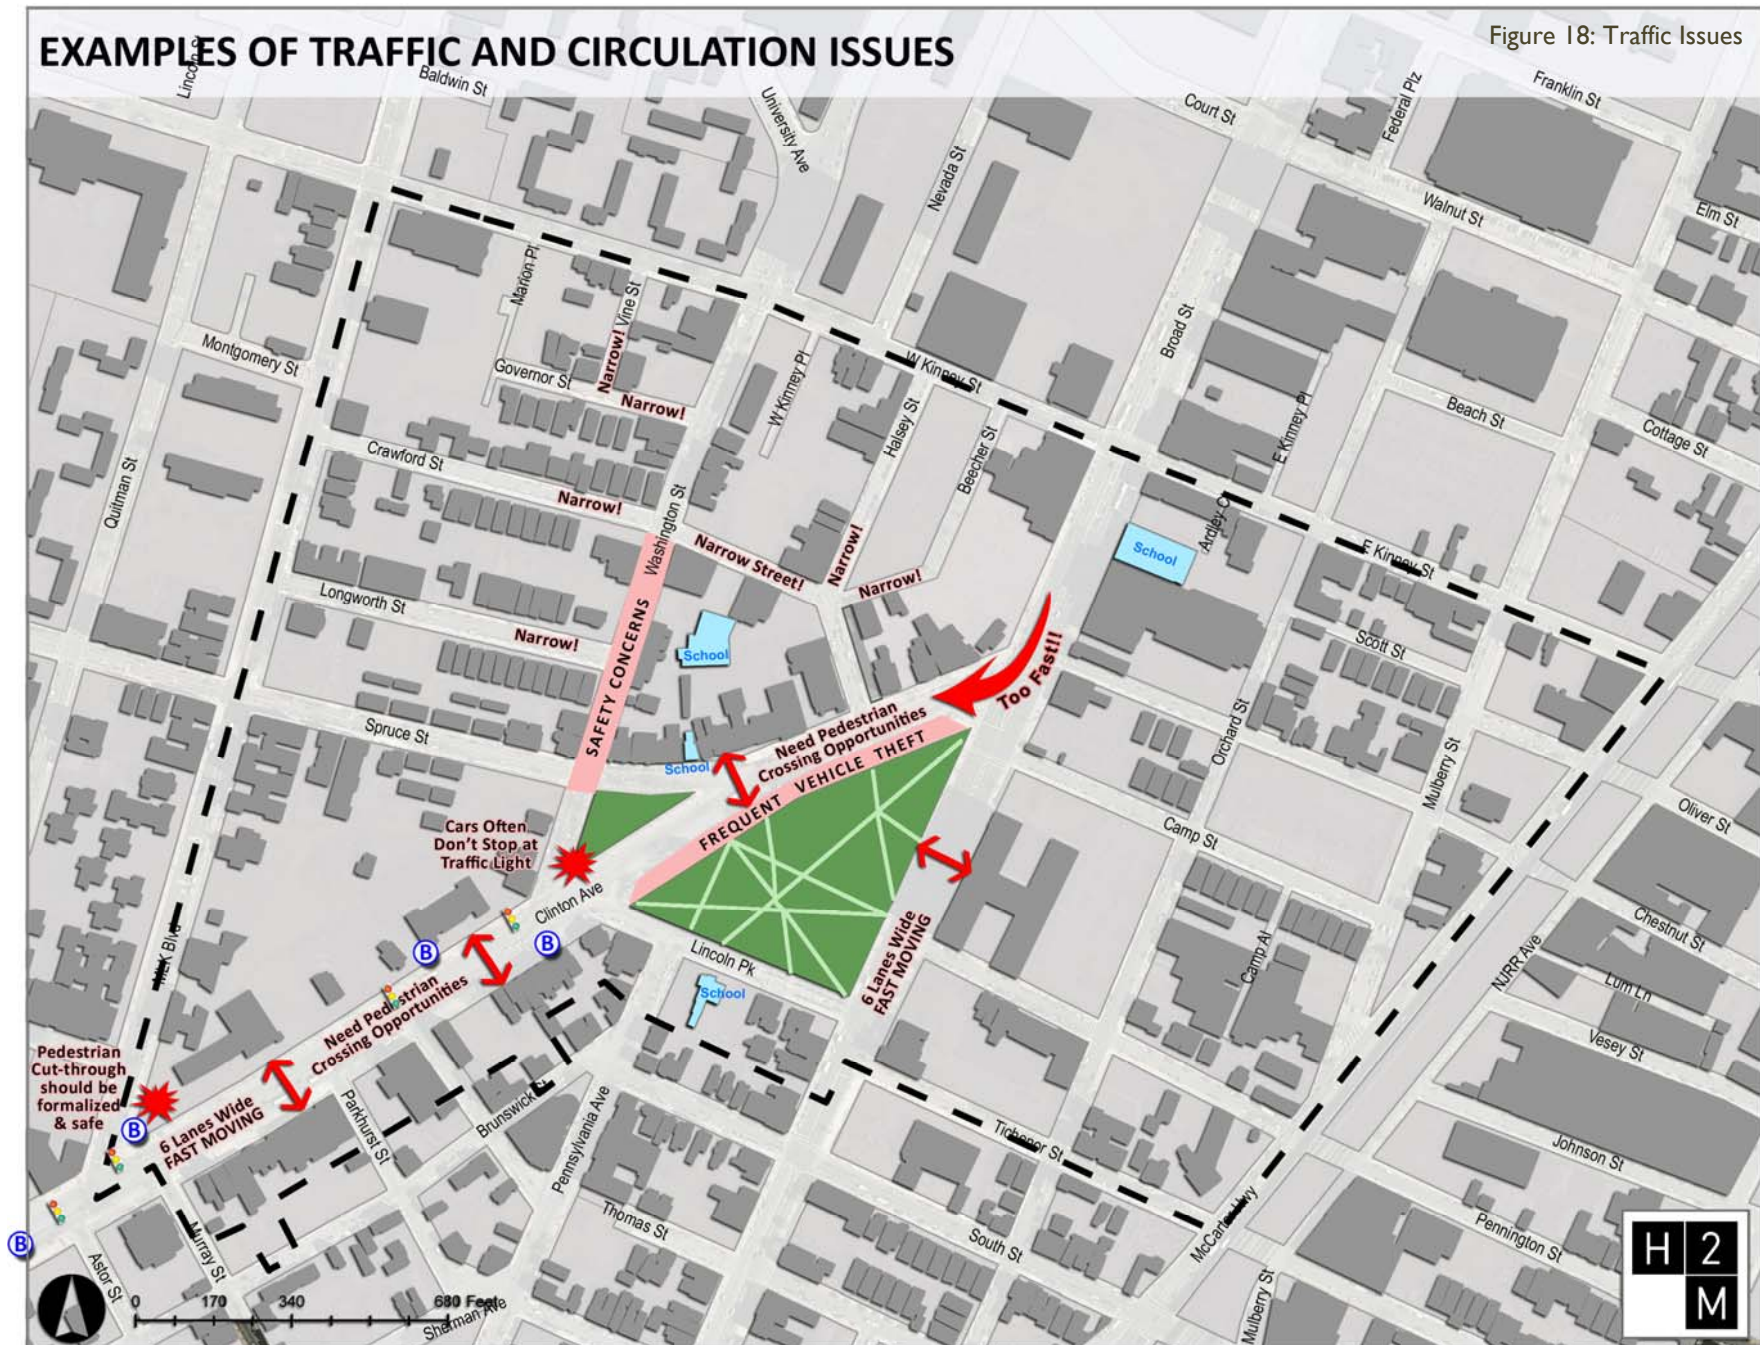 EXAMPLES OF TRAFFIC AND CIRCULATION ISSUES
Figure 18: Traffic Issues
Lincoln St
Baldwin St
University Ave
Nevada St
Court St
Federal Plz
Franklin St
Walnut St
Elm St
Marion Pl
Vine St
Narrow!
Governor St
Narrow!
Montgomery St
W Kinney Pl
W Kinney St
Broad St
Halsey St
Beecher St
E Kinney Pl
Beach St
Cottage St
Quitman St
Crawford St
Narrow!
Washington St
Narrow Street!
Narrow!
Narrow!
Ardley Ct
School
E Kinney St
Longworth St
Narrow!
SAFETY CONCERNS
School
Scott St
Too Fast!!
Spruce St
School
Need Pedestrian
Crossing Opportunities
FREQUENT VEHICLE THEFT
Orchard St
Mulberry St
Oliver St
Camp St
Cars Often
Don't Stop at
Traffic Light
Clinton Ave
MLK Blvd
B
B
Lincoln Pk
School
6 Lanes Wide
FAST MOVING
Camp Al
Chestnut St
NJRR Ave
Lum Ln
Vesey St
Need Pedestrian
Crossing Opportunities
Pedestrian
Cut-through
should be
formalized
& safe
B
6 Lanes Wide
FAST MOVING
Parkhurst St
Brunswick St
Pennsylvania Ave
Tichenor St
Johnson St
B
Astor St
Murray St
Thomas St
South St
McCarter Hwy
Pennington St
Mulberry St
Sherman Ave
0 170 340 680 Feet
H 2
M